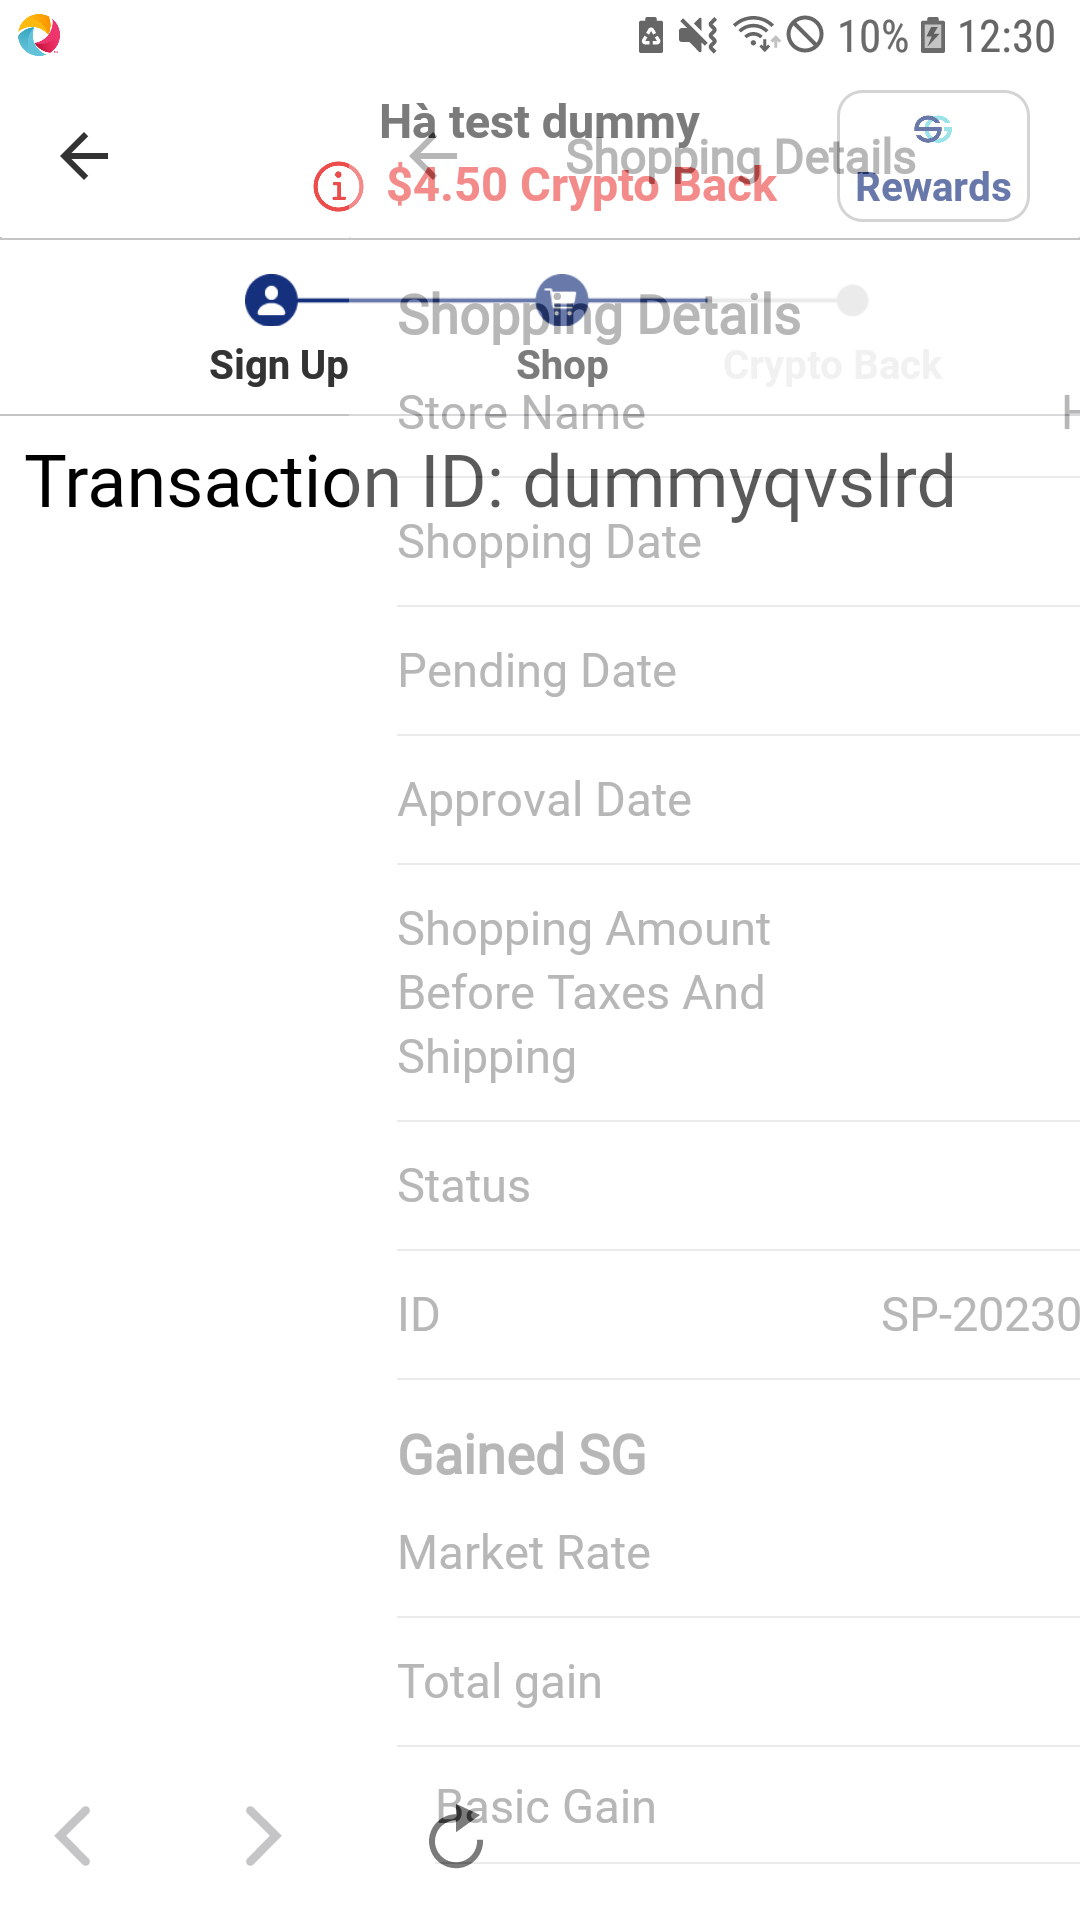 10% 12:30
Hà test dummy
Shopping Details
$4.50 Crypto Back
Rewards
Shopping Details
Sign Up
Shop
Crypto Back
Store Name
Transaction ID: dummyqvslrd
Shopping Date
Pending Date
Approval Date
Shopping Amount
Before Taxes And
Shipping
Status
ID SP-20230
Gained SG
Market Rate
Total gain
Basic Gain